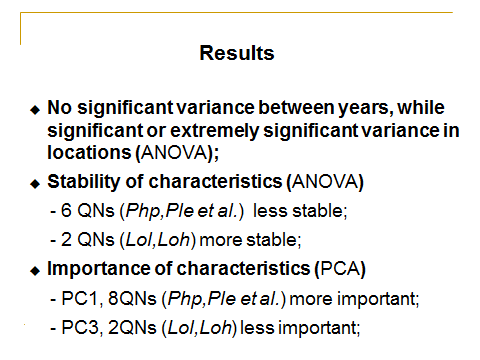 Results
◆ No significant variance between years, while
significant or extremely significant variance in
locations (ANOVA);
◆ Stability of characteristics (ANOVA)
- 6 QNs (Php,Ple et al.) less stable;
- 2 QNs (Lol,Loh) more stable;
◆ Importance of characteristics (PCA)
- PC1, 8QNs (Php,Ple et al.) more important;
- PC3, 2QNs (Lol,Loh) less important;